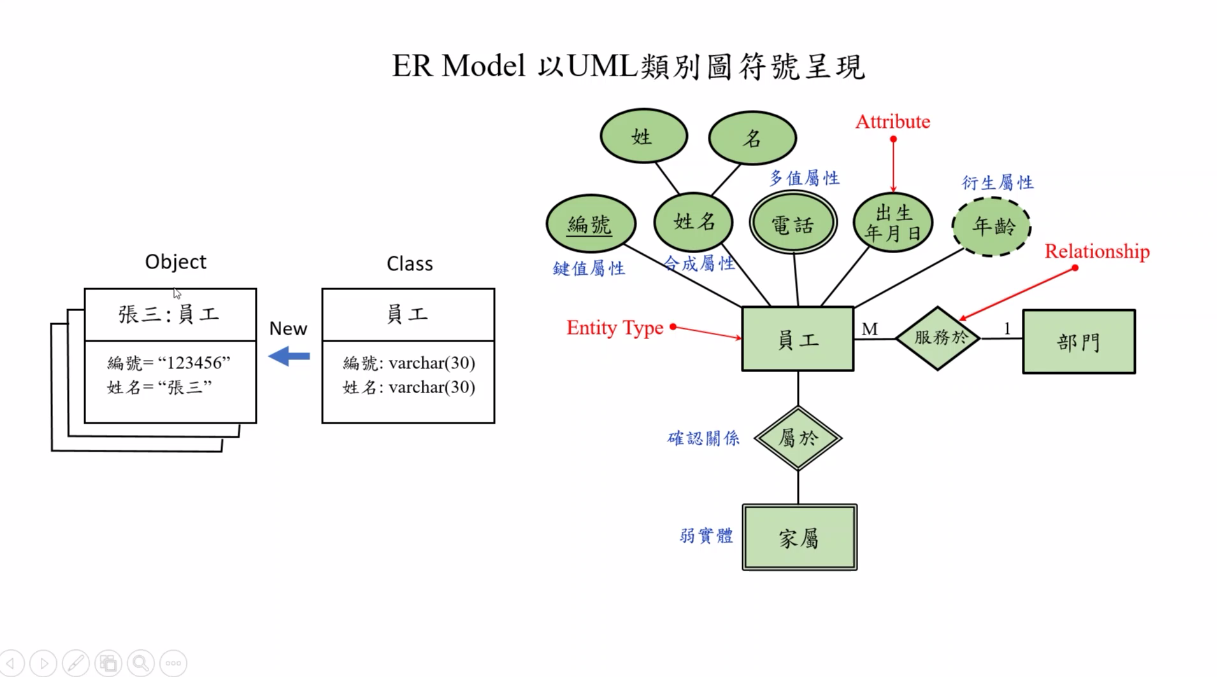 ER Model 以UML類別圖符號呈現
Object
張三:員工
編號= “123456”
姓名= “張三”
New
Class
員工
編號: varchar(30)
姓名: varchar(30)
姓
名
Attribute
多值屬性
衍生屬性
編號
姓名
電話
出生
年月日
年齡
鍵值屬性
合成屬性
Relationship
Entity Type
員工
M
服務於
1
部門
確認關係
屬於
弱實體
家屬